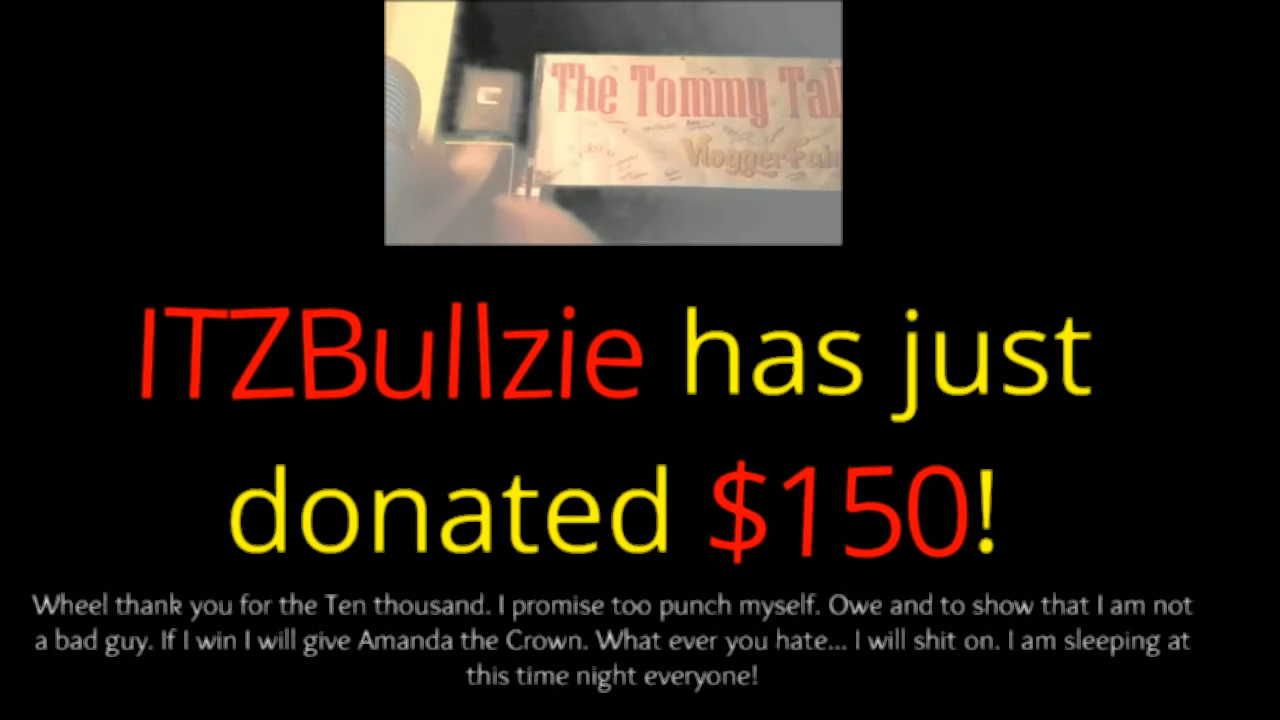 The Tommy Tal
VloggerFair
ITZBullzie has just
donated $150!
Wheel thank you for the Ten thousand. I promise too punch myself. Owe and to show that I am not
a bad guy. If I win I will give Amanda the Crown. What ever you hate... I will shit on. I am sleeping at
this time night everyone!